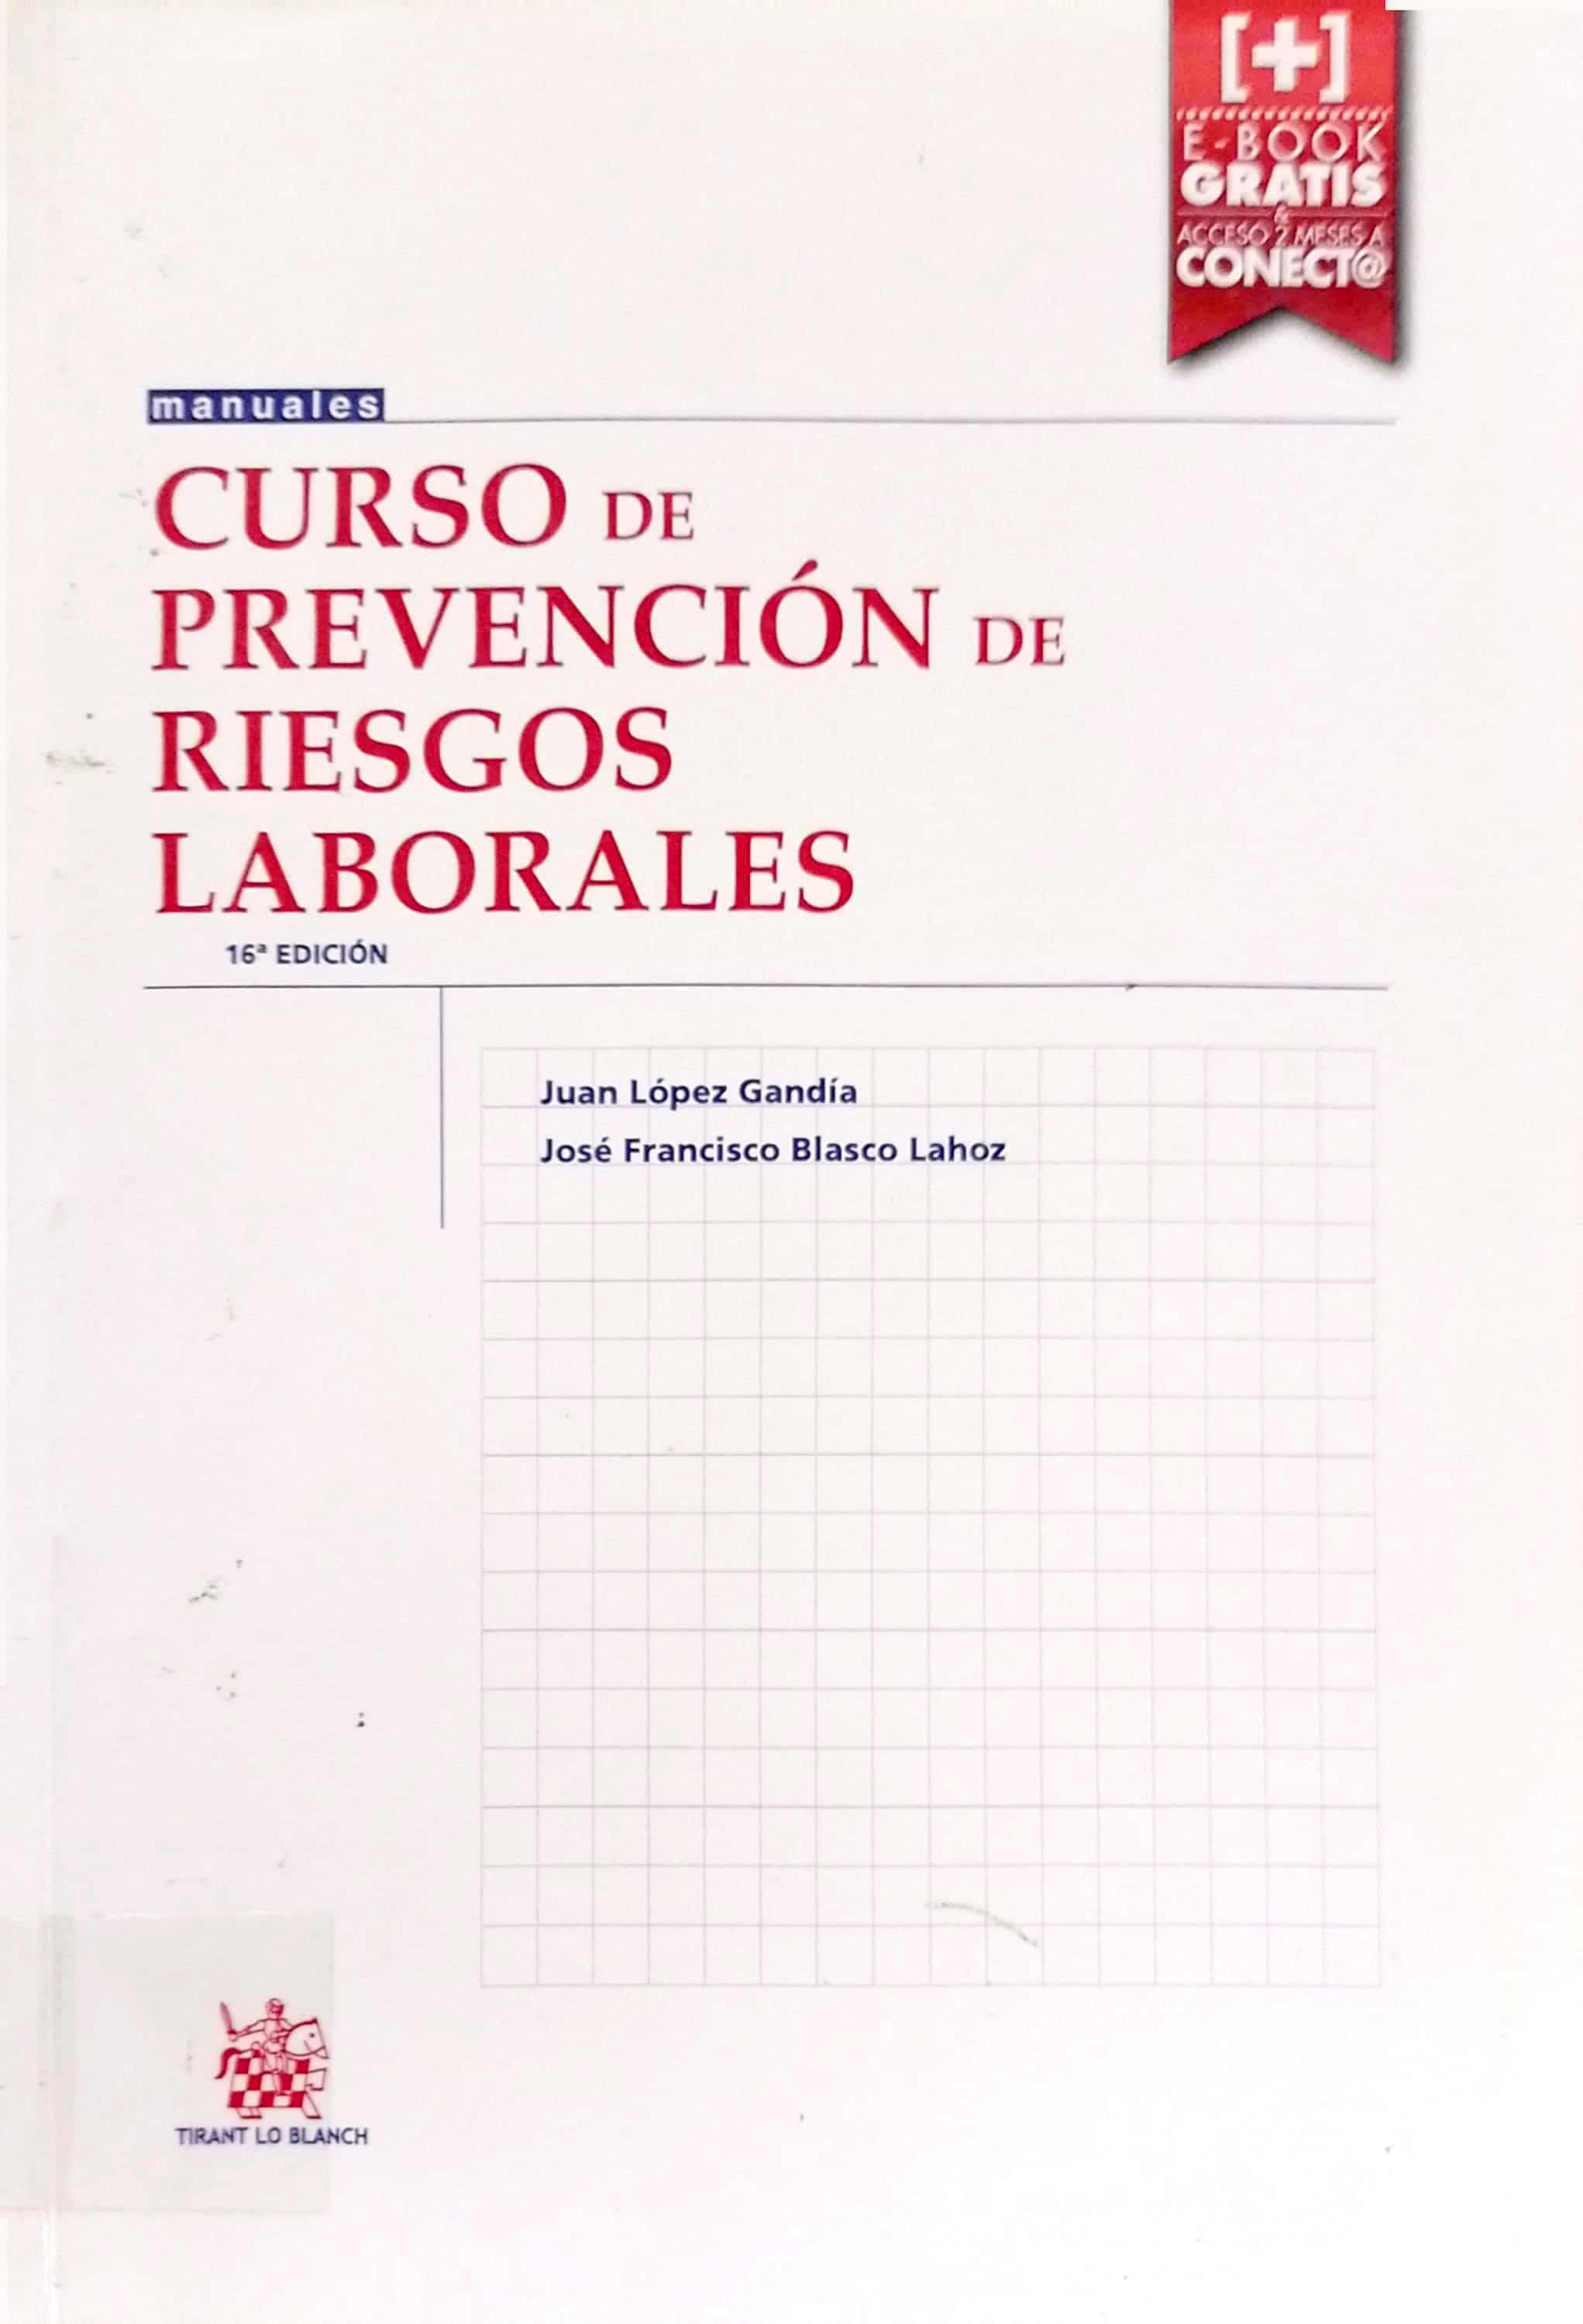 [+]
E-BOOK
GRATIS
&
ACCESO 2 MESES A
CONECT@
manuales
CURSO DE
PREVENCIÓN DE
RIESGOS
LABORALES
16ª EDICIÓN
Juan López Gandía
José Francisco Blasco Lahoz
TIRANT LO BLANCH